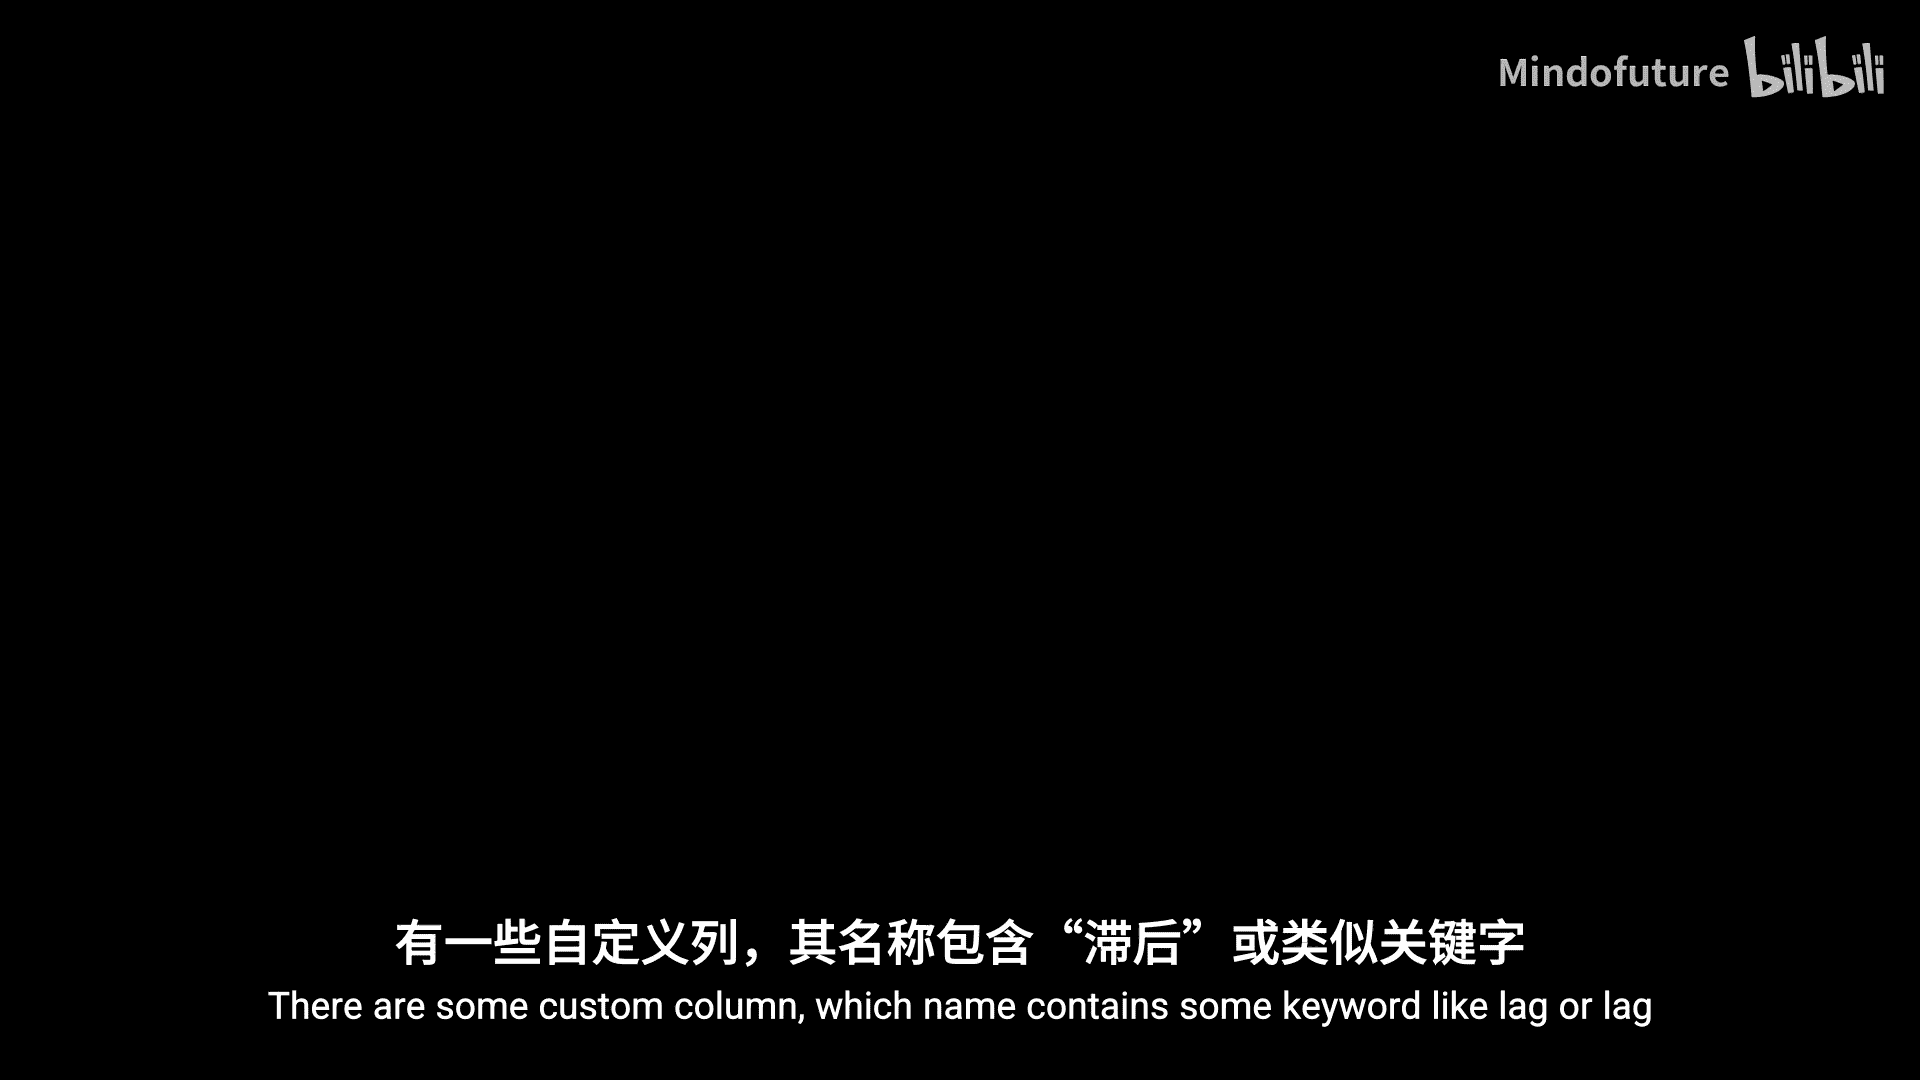 Mindofuture bilibili
有一些自定义列，其名称包含“滞后”或类似关键字
There are some custom column, which name contains some keyword like lag or lag